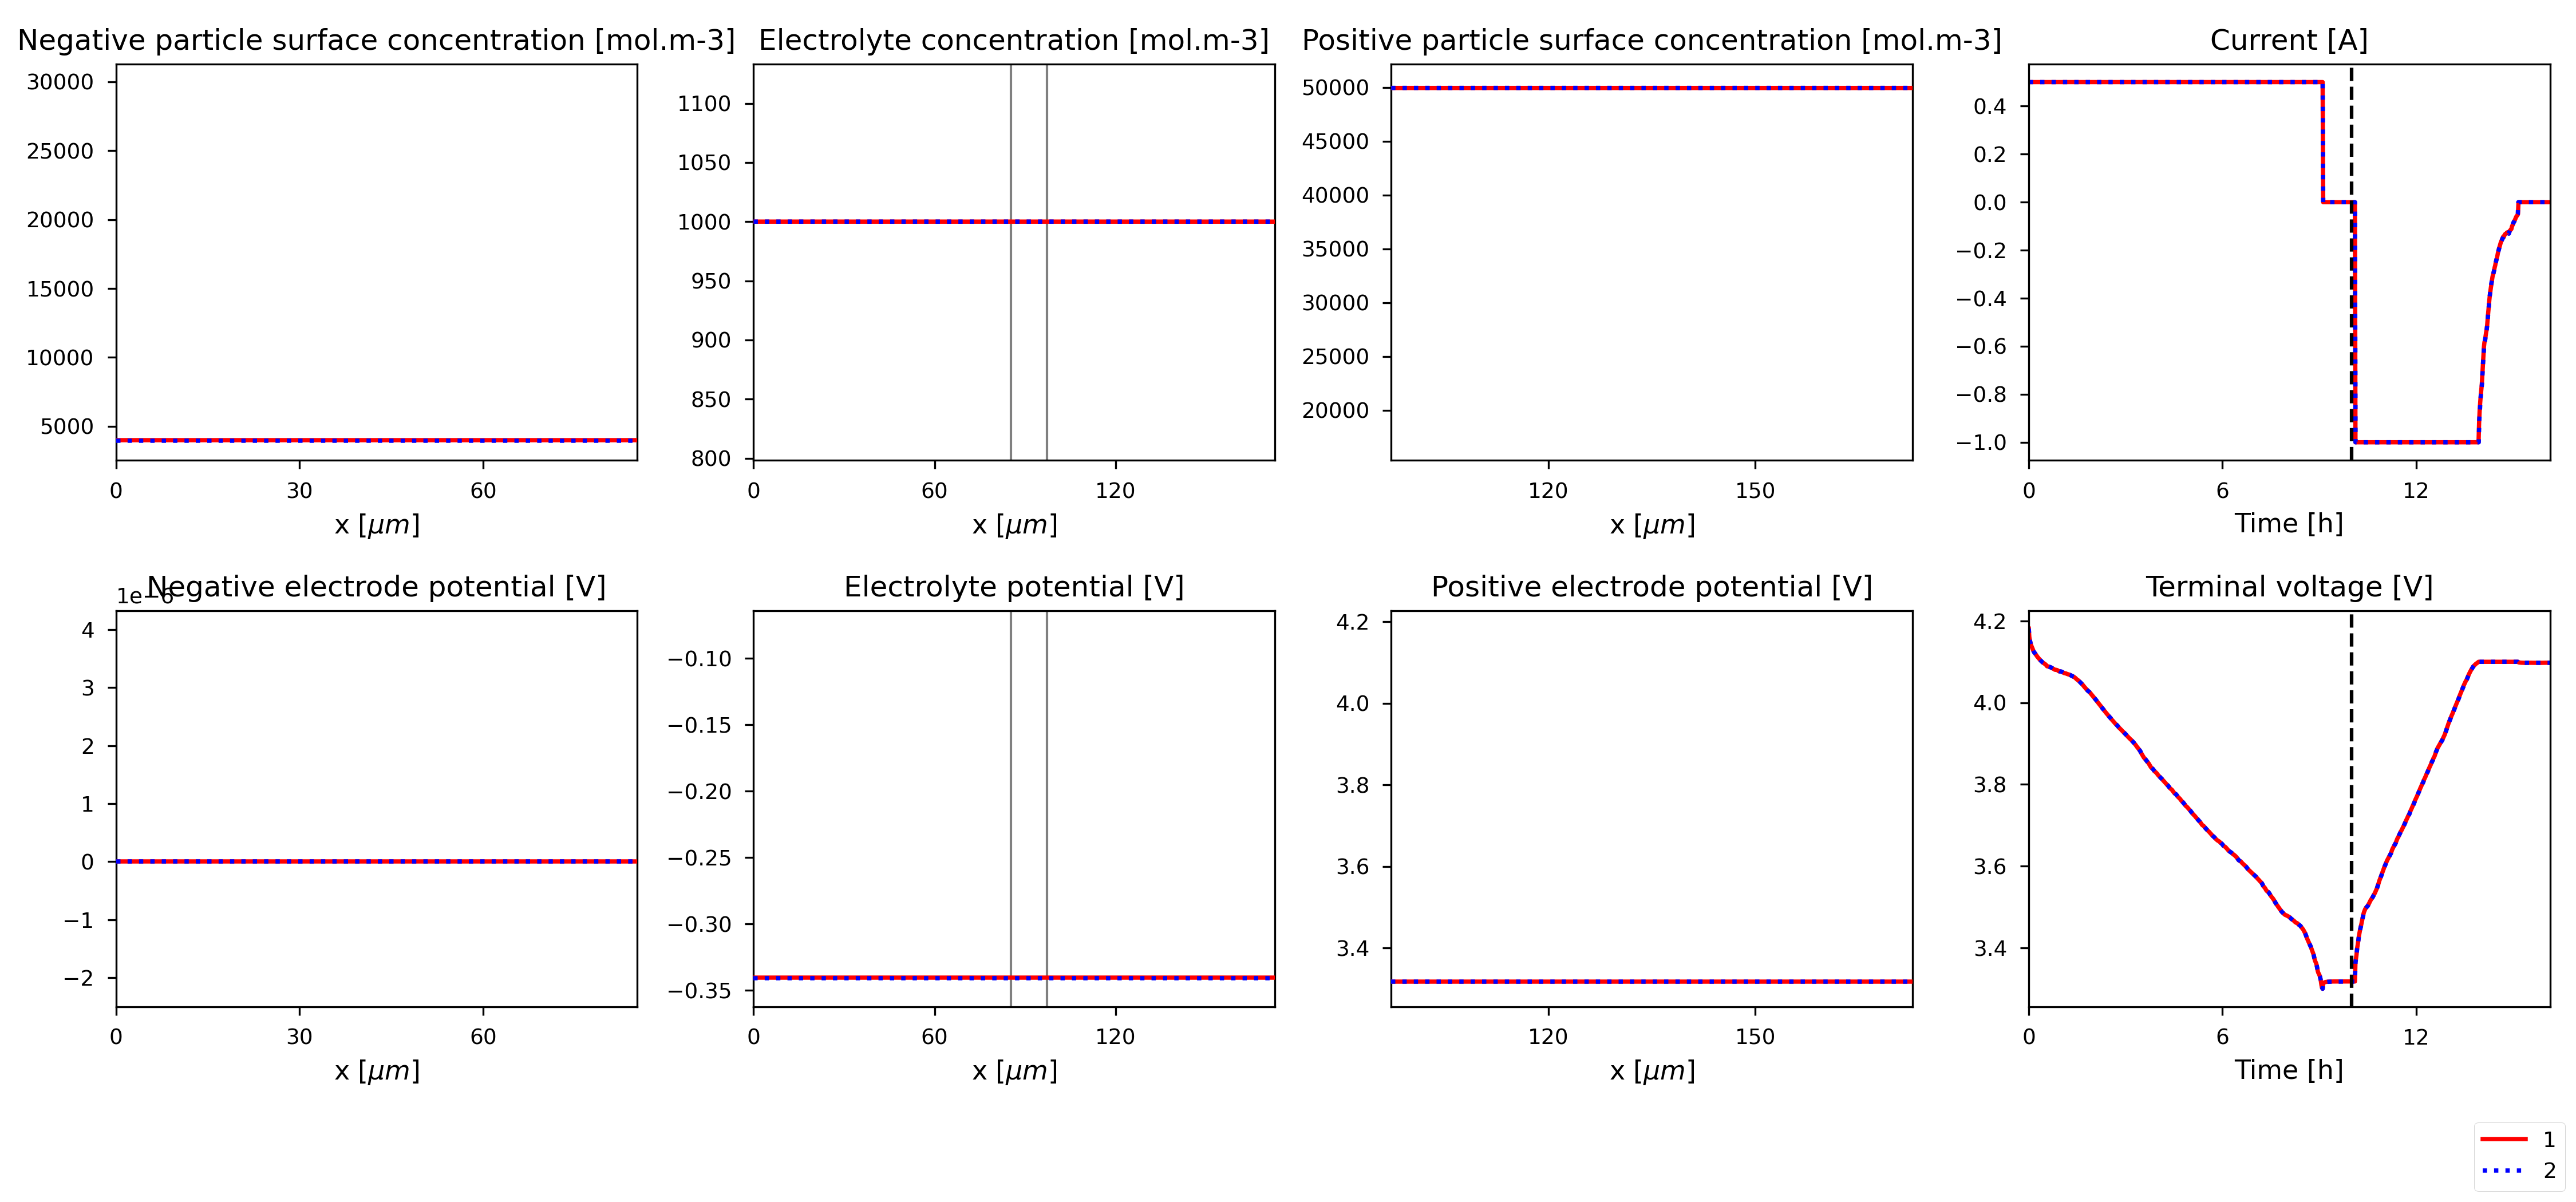 Negative particle surface concentration [mol.m-3]
30000
25000
20000
15000
10000
5000
0 30 60
x [μm]
Electrolyte concentration [mol.m-3]
1100
1050
1000
950
900
850
800
0 60 120
x [μm]
Positive particle surface concentration [mol.m-3]
50000
45000
40000
35000
30000
25000
20000
120 150
x [μm]
Current [A]
0.4
0.2
0.0
−0.2
−0.4
−0.6
−0.8
−1.0
0 6 12
Time [h]
Negative electrode potential [V]
1e−6
4
3
2
1
0
−1
−2
0 30 60
x [μm]
Electrolyte potential [V]
−0.10
−0.15
−0.20
−0.25
−0.30
−0.35
0 60 120
x [μm]
Positive electrode potential [V]
4.2
4.0
3.8
3.6
3.4
120 150
x [μm]
Terminal voltage [V]
4.2
4.0
3.8
3.6
3.4
0 6 12
Time [h]
1
2